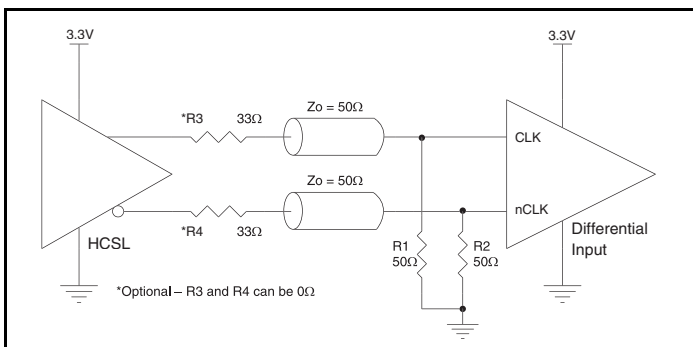 3.3V
3.3V
*R3 33Ω
Zo = 50Ω
CLK
Zo = 50Ω
nCLK
HCSL
*R4 33Ω
Differential
Input
R1
50Ω
R2
50Ω
*Optional – R3 and R4 can be 0Ω